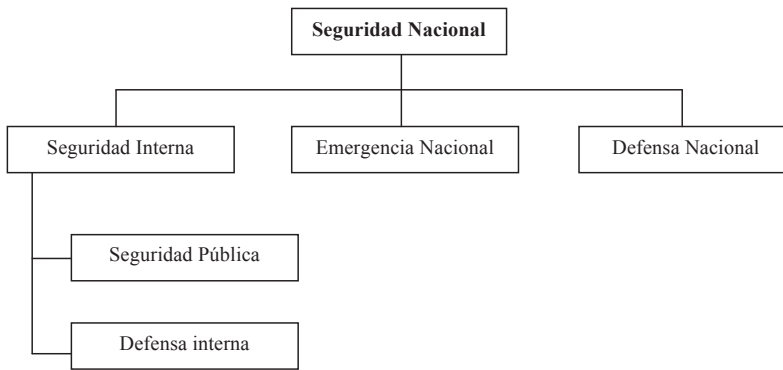 Seguridad Nacional
Seguridad Interna
Emergencia Nacional
Defensa Nacional
Seguridad Pública
Defensa interna